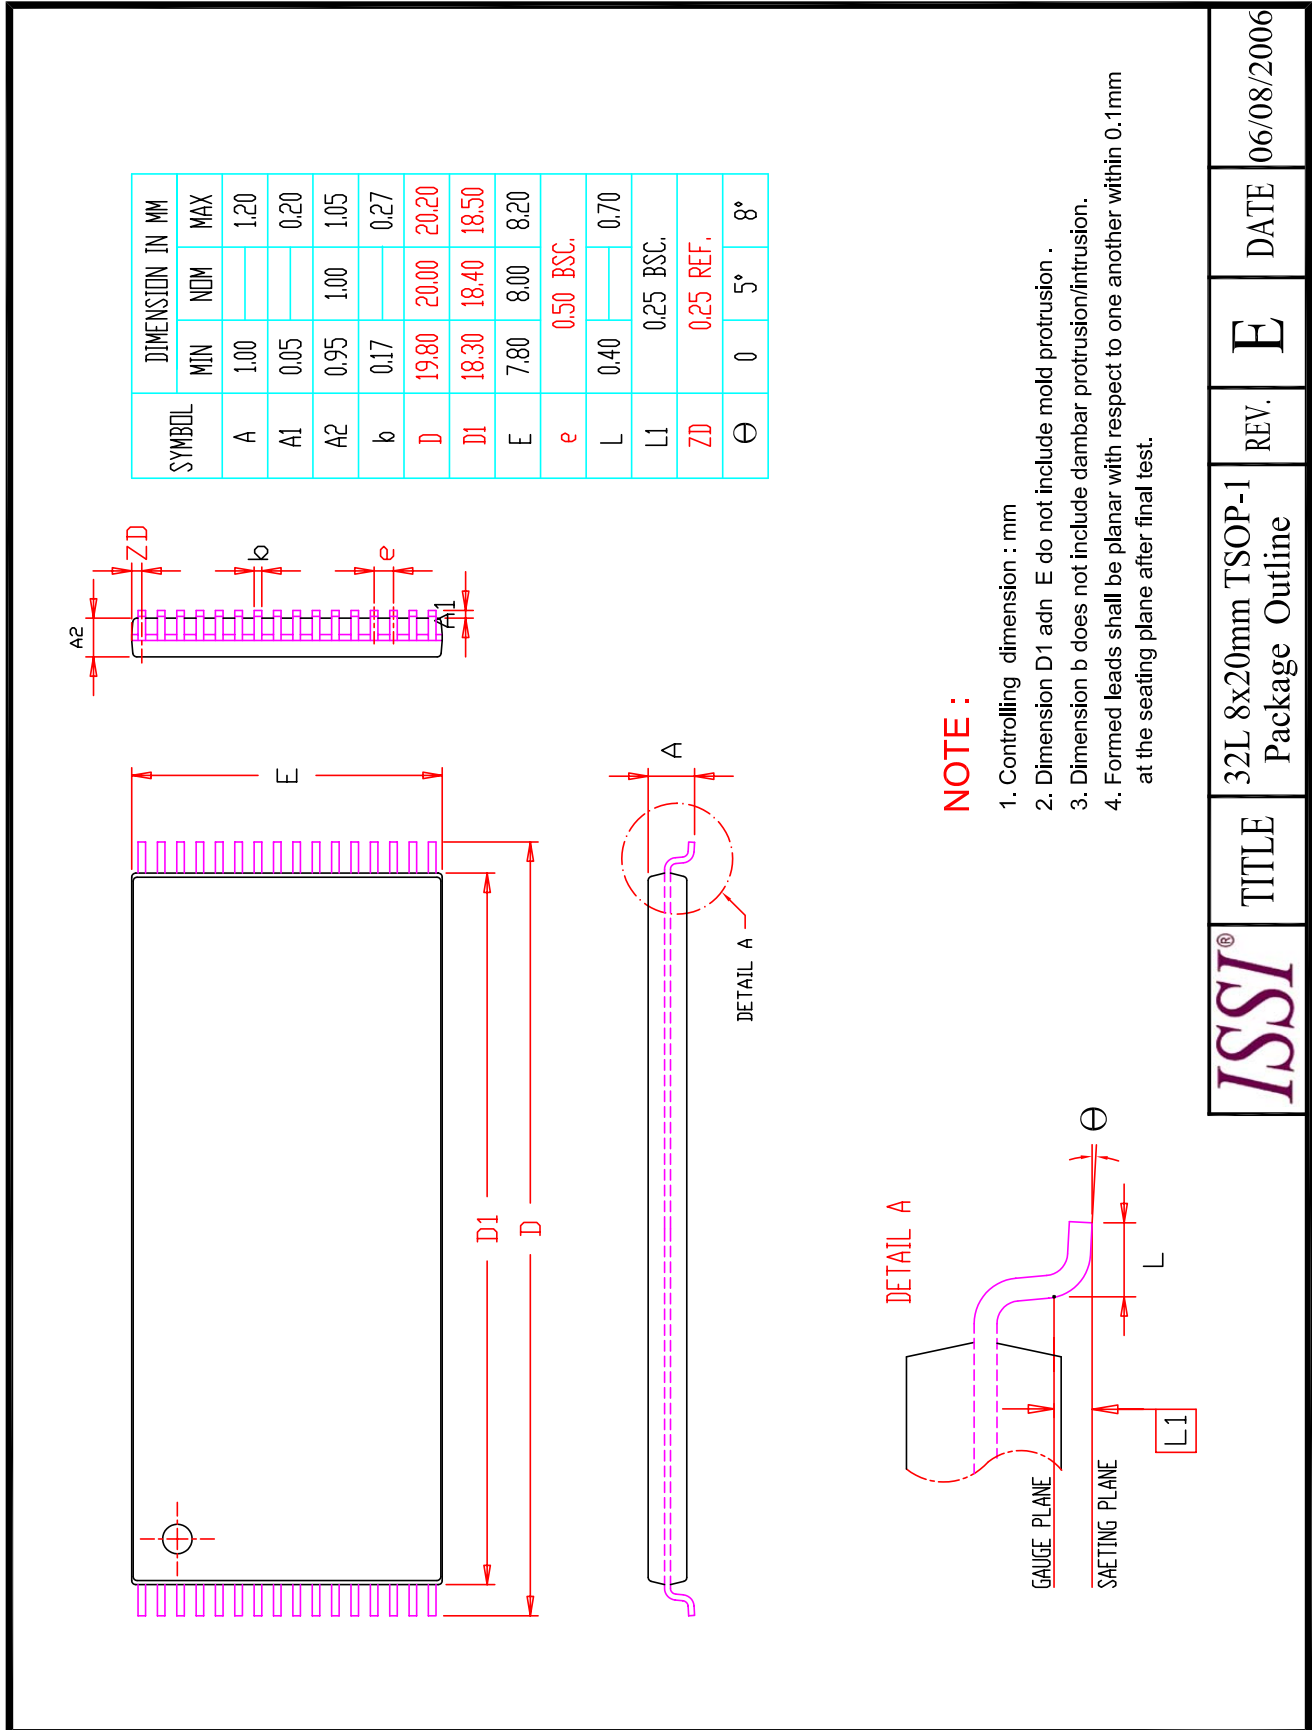 A2
ZD
b
e
A1
SYMBOL DIMENSION IN MM
MIN NOM MAX
A 1.00 1.20
A1 0.05 0.20
A2 0.95 1.00 1.05
b 0.17 0.27
D 19.80 20.00 20.20
D1 18.30 18.40 18.50
E 7.80 8.00 8.20
e 0.50 BSC.
L 0.40 0.70
L1 0.25 BSC.
ZD 0.25 REF.
Θ 0 5° 8°
E
D1
D
A
DETAIL A
DETAIL A
GAUGE PLANE
SAETING PLANE
L1
L
Θ
NOTE :
1. Controlling dimension : mm
2. Dimension D1 adn E do not include mold protrusion .
3. Dimension b does not include dambar protrusion/intrusion.
4. Formed leads shall be planar with respect to one another within 0.1mm
at the seating plane after final test.
ISSI®
TITLE
32L 8x20mm TSOP-1
Package Outline
REV.
E
DATE
06/08/2006